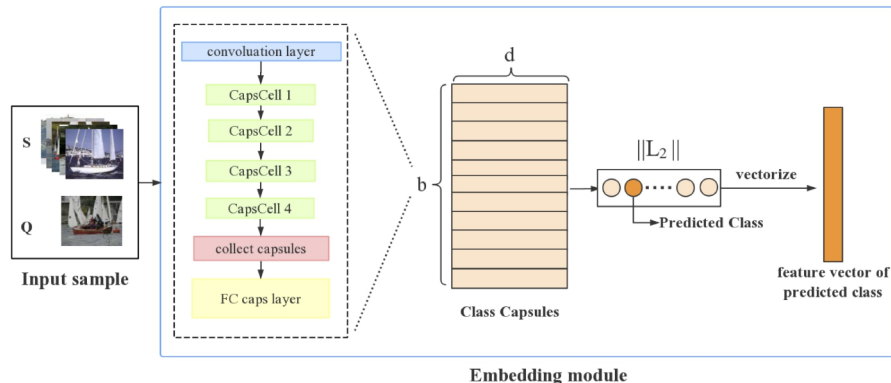 convoluation layer
CapsCell 1
CapsCell 2
CapsCell 3
CapsCell 4
collect capsules
FC caps layer
S
Q
Input sample
d
b
Class Capsules
||L₂||
Predicted Class
vectorize
feature vector of
predicted class
Embedding module